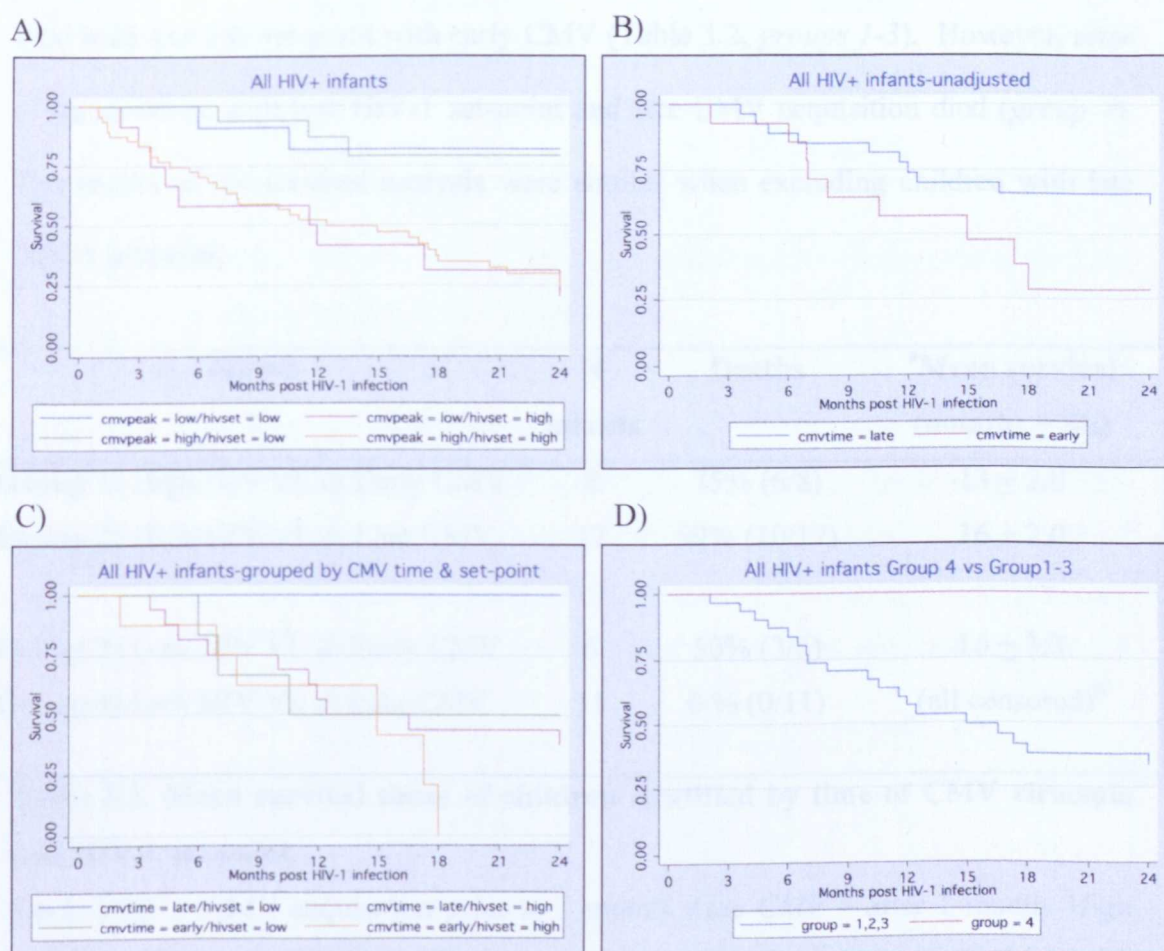 A)
All HIV+ infants
1.00
0.75
0.50
0.25
0.00
Survival
0 3 6 9 12 15 18 21 24
Months post HIV-1 infection
cmvpeak = low/hivset = low
cmvpeak = low/hivset = high
cmvpeak = high/hivset = low
cmvpeak = high/hivset = high
B)
All HIV+ infants-unadjusted
1.00
0.75
0.50
0.25
0.00
Survival
0 3 6 9 12 15 18 21 24
Months post HIV-1 infection
cmvtime = late
cmvtime = early
C)
All HIV+ infants-grouped by CMV time & set-point
1.00
0.75
0.50
0.25
0.00
Survival
0 3 6 9 12 15 18 21 24
Months post HIV-1 infection
cmvtime = late/hivset = low
cmvtime = late/hivset = high
cmvtime = early/hivset = low
cmvtime = early/hivset = high
D)
All HIV+ infants Group 4 vs Group1-3
1.00
0.75
0.50
0.25
0.00
Survival
0 3 6 9 12 15 18 21 24
Months post HIV-1 infection
group = 1,2,3
group = 4